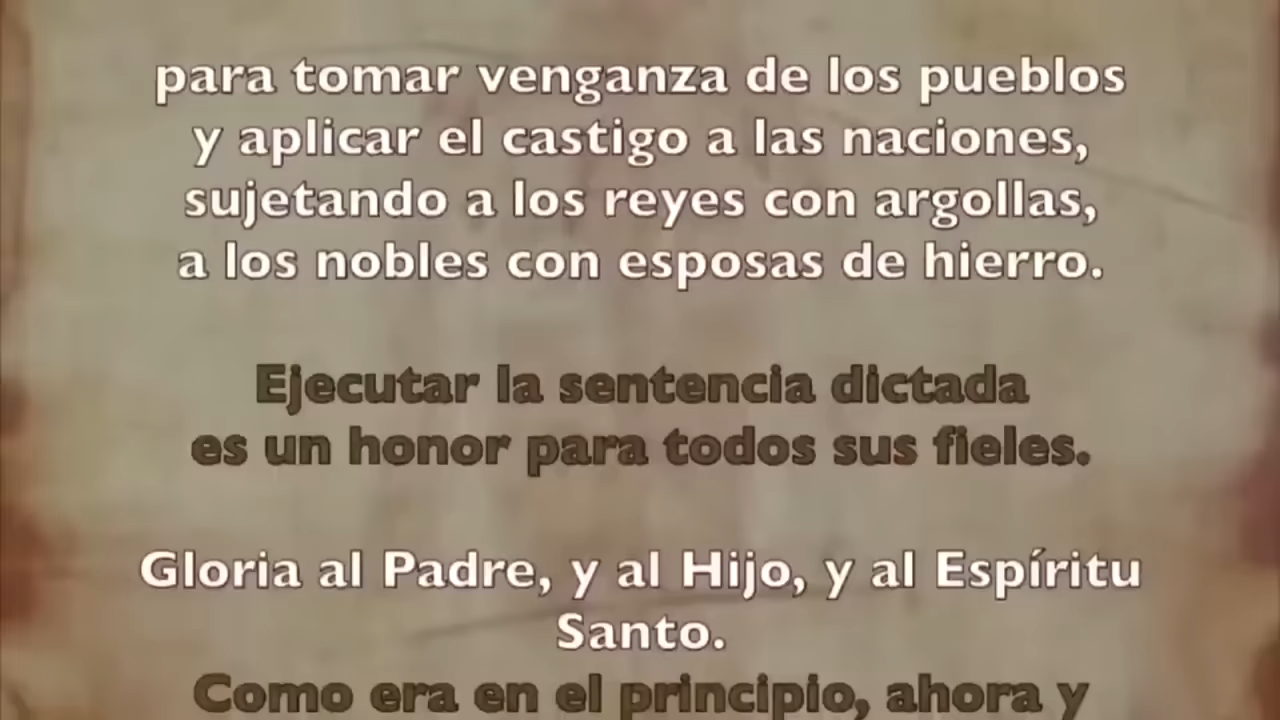 para tomar venganza de los pueblos
y aplicar el castigo a las naciones,
sujetando a los reyes con argollas,
a los nobles con esposas de hierro.
Ejecutar la sentencia dictada
es un honor para todos sus fieles.
Gloria al Padre, y al Hijo, y al Espíritu
Santo.
Como era en el principio, ahora y